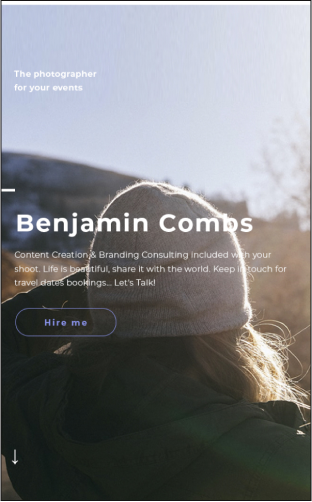 The photographer
for your events
Benjamin Combs
Content Creation & Branding Consulting included with your
shoot. Life is beautiful, share it with the world. Keep in touch for
travel dates bookings... Let's Talk!
Hire me